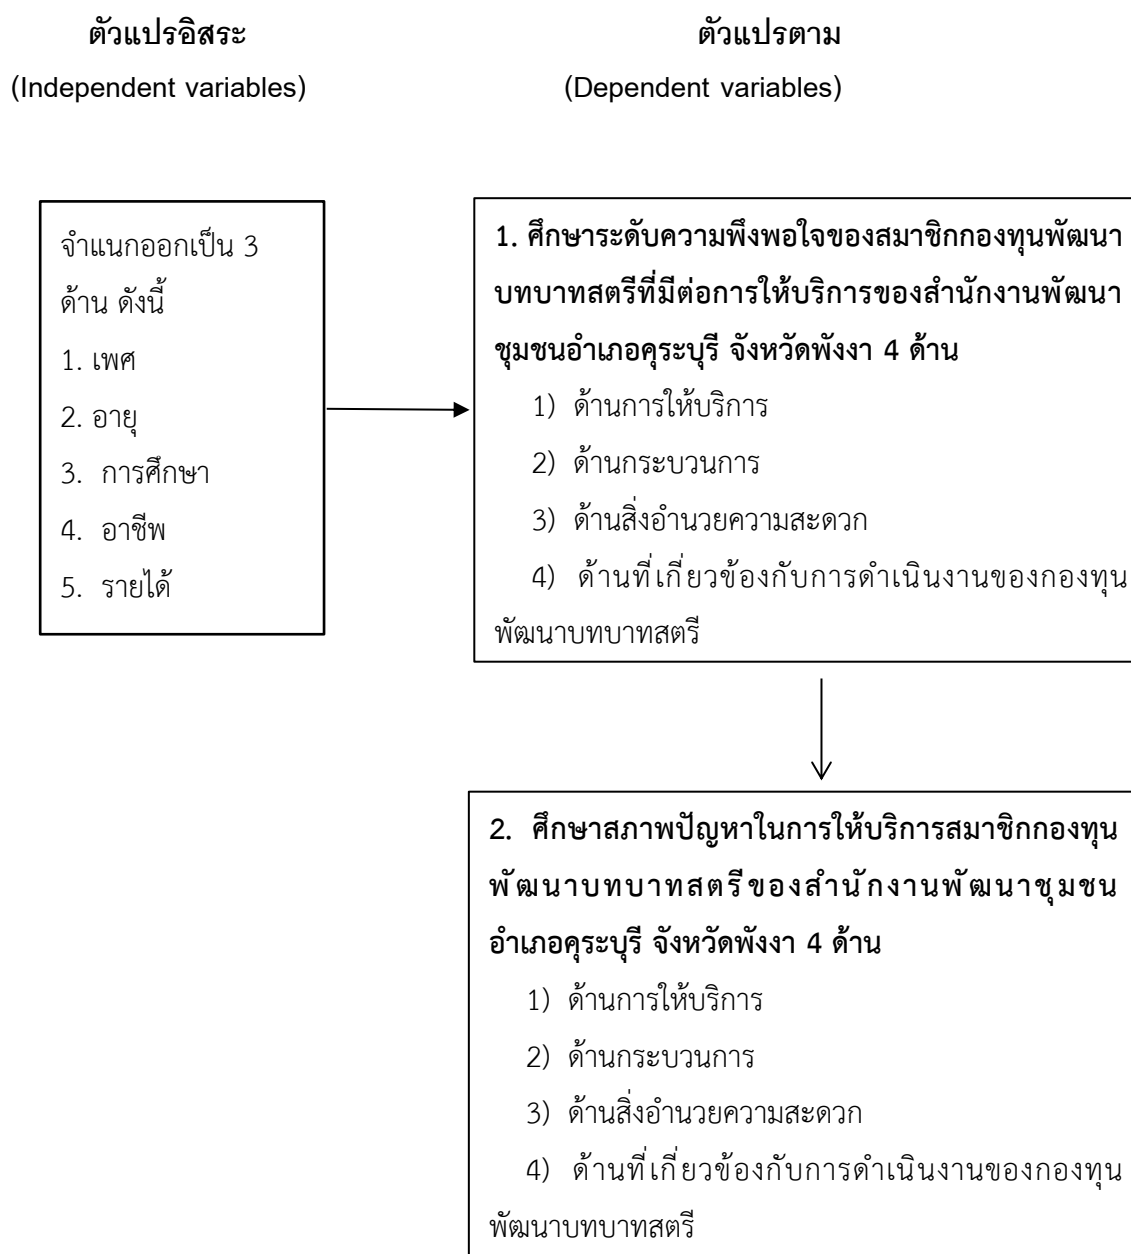 ตัวแปรอิสระ
(Independent variables)
ตัวแปรตาม
(Dependent variables)
จำแนกออกเป็น 3
ด้าน ดังนี้
1. เพศ
2. อายุ
3. การศึกษา
4. อาชีพ
5. รายได้
1. ศึกษาระดับความพึงพอใจของสมาชิกกองทุนพัฒนา
บทบาทสตรีที่มีต่อการให้บริการของสำนักงานพัฒนา
ชุมชนอำเภอคุระบุรี จังหวัดพังงา 4 ด้าน
1) ด้านการให้บริการ
2) ด้านกระบวนการ
3) ด้านสิ่งอำนวยความสะดวก
4) ด้านที่เกี่ยวข้องกับการดำเนินงานของกองทุน
พัฒนาบทบาทสตรี
2. ศึกษาสภาพปัญหาในการให้บริการสมาชิกกองทุน
พัฒนาบทบาทสตรีของสำนักงานพัฒนาชุมชน
อำเภอคุระบุรี จังหวัดพังงา 4 ด้าน
1) ด้านการให้บริการ
2) ด้านกระบวนการ
3) ด้านสิ่งอำนวยความสะดวก
4) ด้านที่เกี่ยวข้องกับการดำเนินงานของกองทุน
พัฒนาบทบาทสตรี